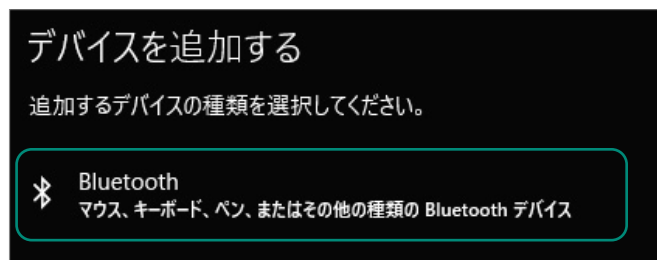 デバイスを追加する
追加するデバイスの種類を選択してください。
Bluetooth
マウス、キーボード、ペン、またはその他の種類の Bluetooth デバイス